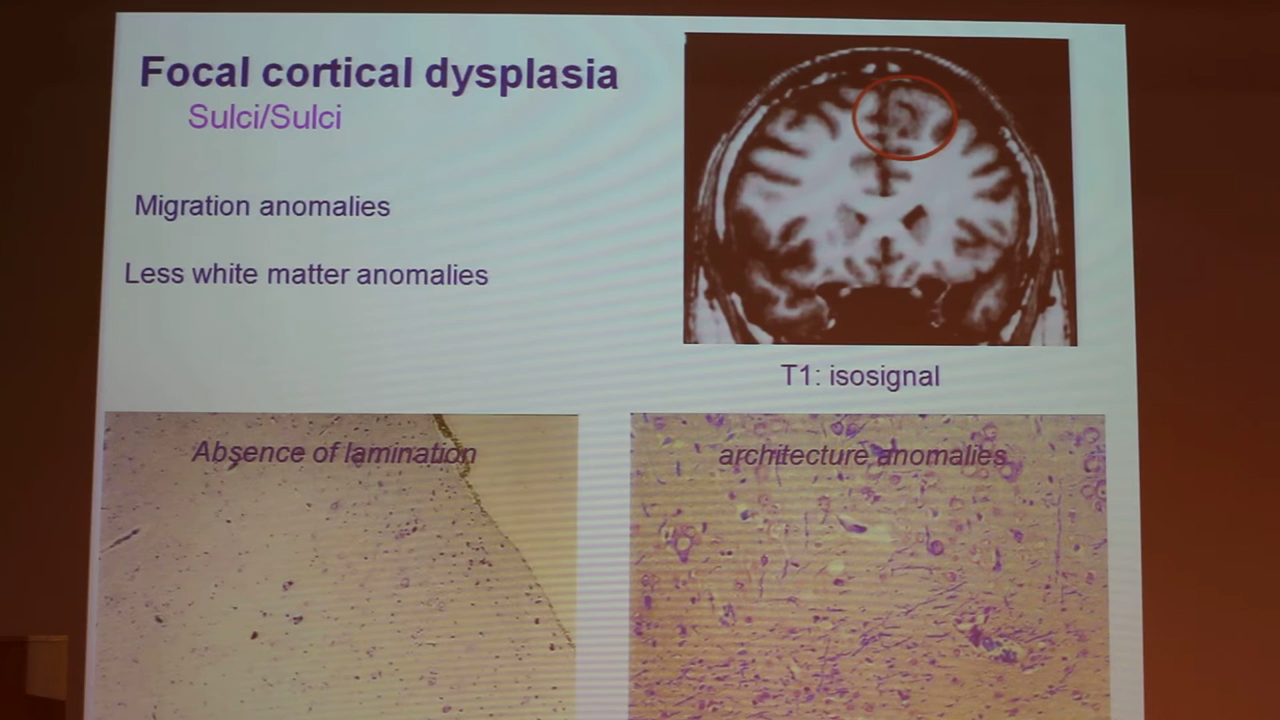 Focal cortical dysplasia
Sulci/Sulci
Migration anomalies
Less white matter anomalies
T1: isosignal
Absence of lamination
architecture anomalies